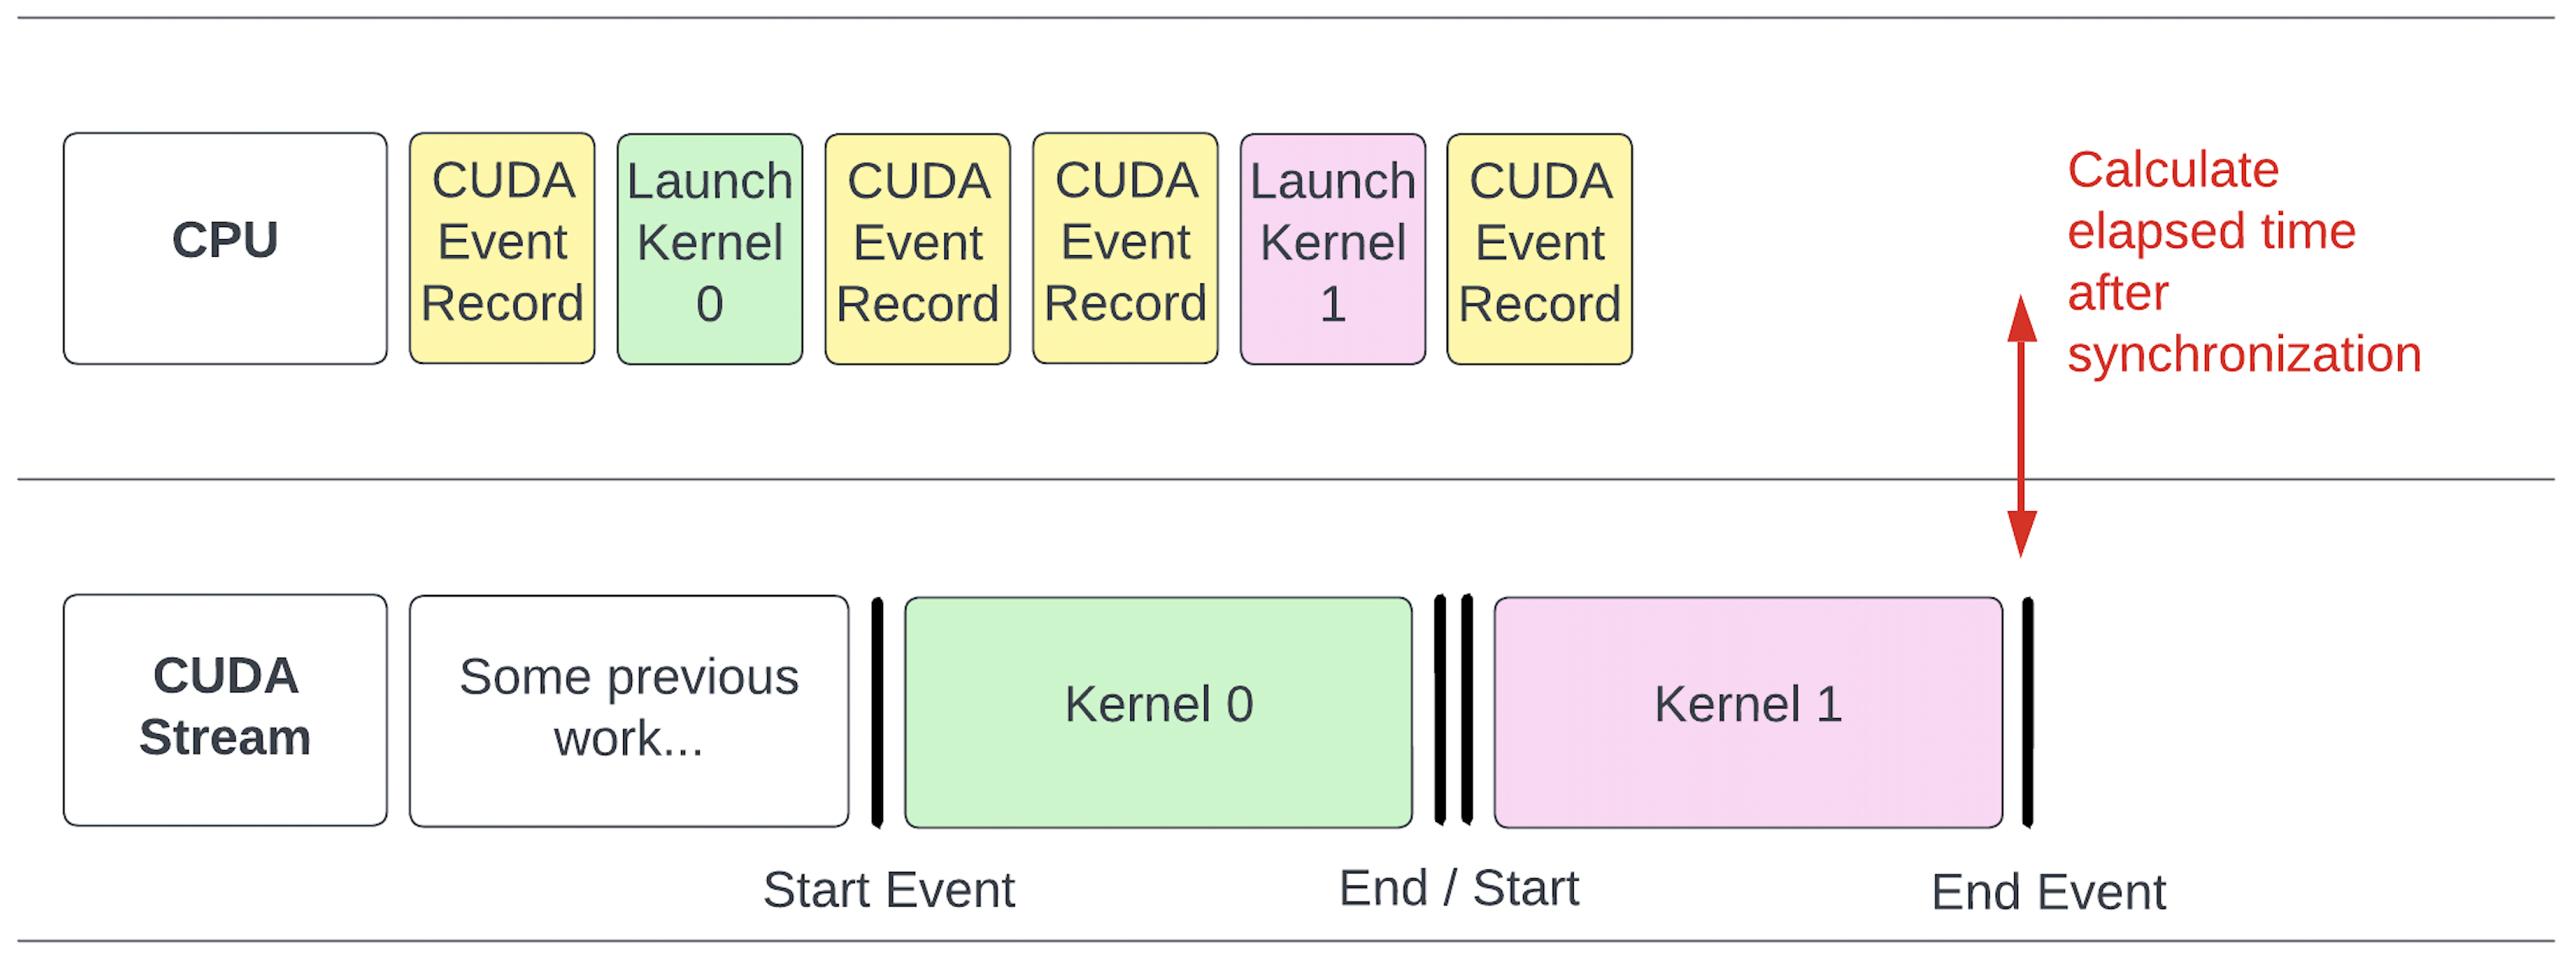 CPU
CUDA
Event
Record
Launch
Kernel
0
CUDA
Event
Record
CUDA
Event
Record
Launch
Kernel
1
CUDA
Event
Record
Calculate
elapsed time
after
synchronization
CUDA
Stream
Some previous
work...
Kernel 0
Kernel 1
Start Event
End / Start
End Event